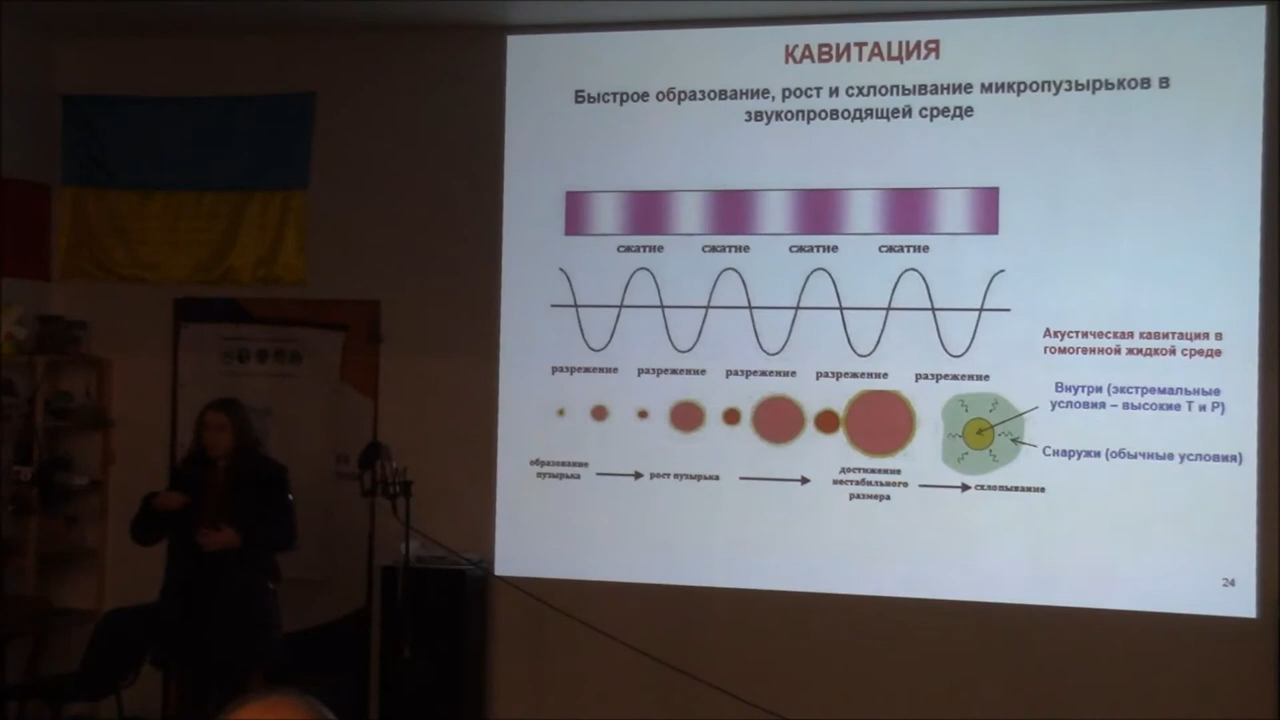 КАВИТАЦИЯ
Быстрое образование, рост и схлопывание микропузырьков в
звукопроводящей среде
сжатие сжатие сжатие сжатие
Акустическая кавитация в
гомогенной жидкой среде
разрежение разрежение разрежение разрежение разрежение
Внутри (экстремальные
условия – высокие Т и Р)
Снаружи (обычные условия)
образование
пузырька
рост пузырька
достижение
нестабильного
размера
схлопывание
24